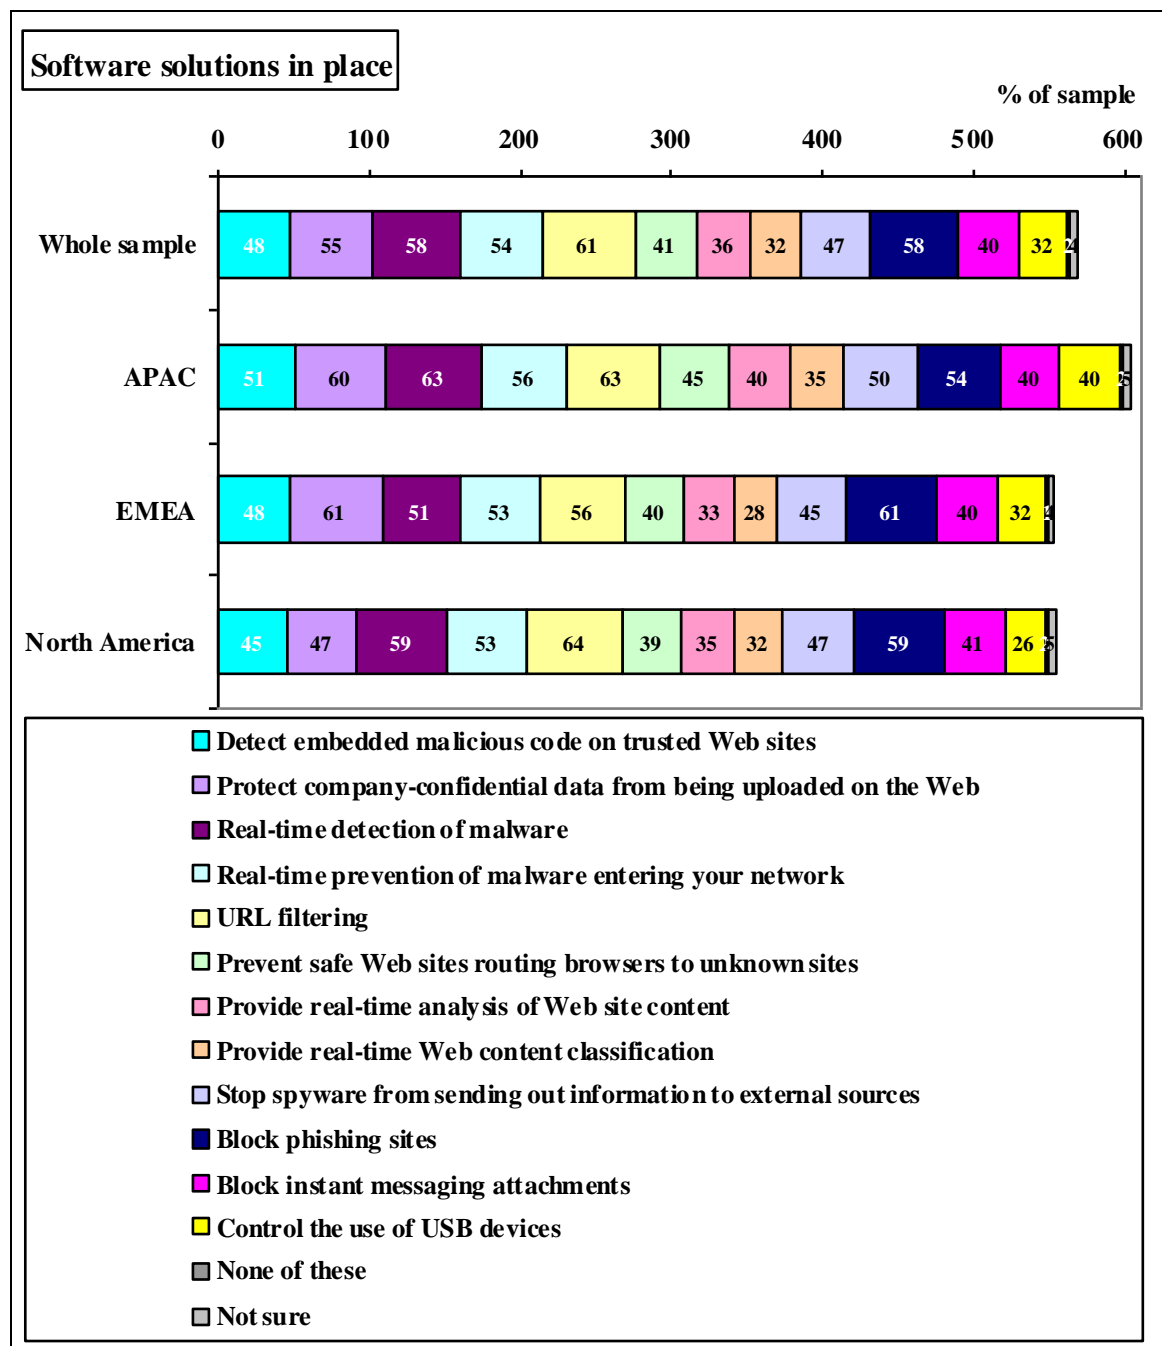 Software solutions in place
% of sample
0 100 200 300 400 500 600
Whole sample 48 55 58 54 61 41 36 32 47 58 40 32 2 4
APAC 51 60 63 56 63 45 40 35 50 54 40 40 2 5
EMEA 48 61 51 53 56 40 33 28 45 61 40 32 4
North America 45 47 59 53 64 39 35 32 47 59 41 26 2 5
Detect embedded malicious code on trusted Web sites
Protect company-confidential data from being uploaded on the Web
Real-time detection of malware
Real-time prevention of malware entering your network
URL filtering
Prevent safe Web sites routing browsers to unknown sites
Provide real-time analysis of Web site content
Provide real-time Web content classification
Stop spyware from sending out information to external sources
Block phishing sites
Block instant messaging attachments
Control the use of USB devices
None of these
Not sure